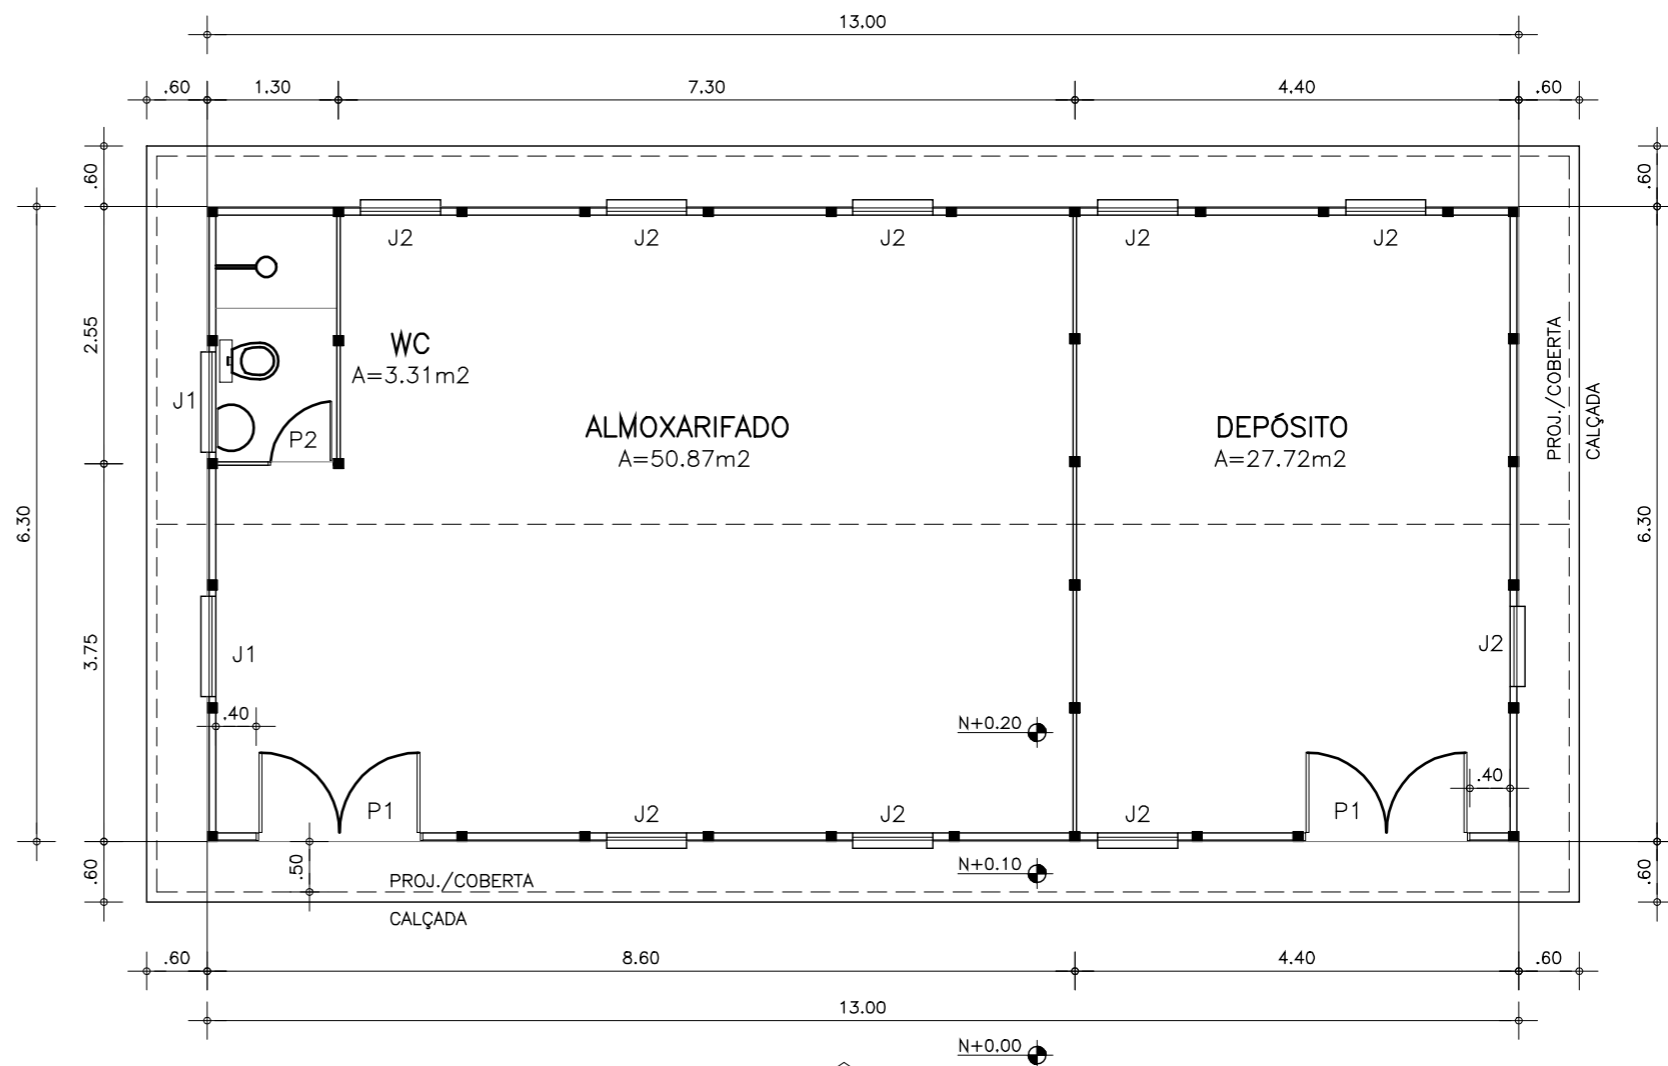 13.00
.60
1.30
7.30
4.40
.60
.60
.60
J2
J2
J2
J2
J2
2.55
WC
A=3.31m2
J1
P2
ALMOXARIFADO
A=50.87m2
DEPÓSITO
A=27.72m2
PROJ./COBERTA
CALÇADA
6.30
6.30
3.75
J1
J2
.40
N+0.20
.40
P1
J2
J2
J2
P1
.60
.50
PROJ./COBERTA
CALÇADA
N+0.10
.60
.60
8.60
4.40
.60
13.00
N+0.00